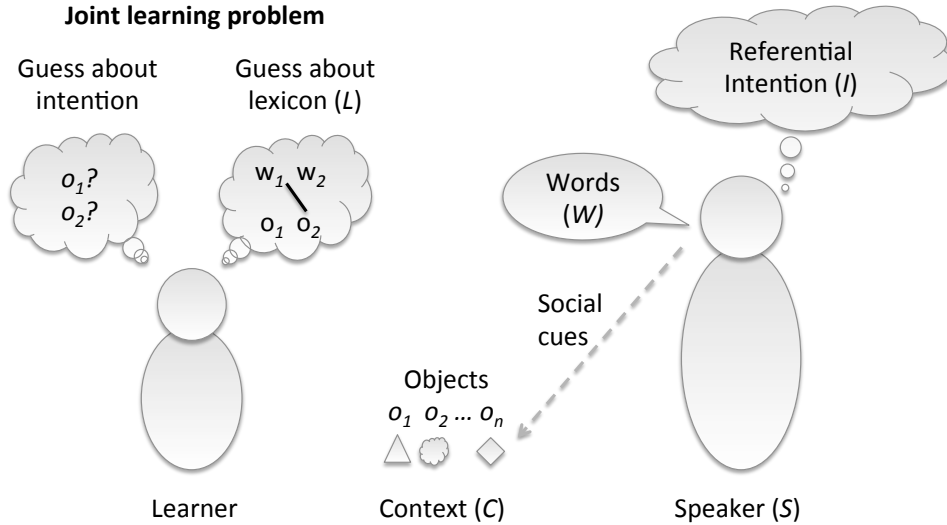 Joint learning problem
Guess about
intention
Guess about
lexicon (L)
o1?
o2?
w1 w2
o1 o2
Referential
Intention (I)
Words
(W)
Social
cues
Objects
o1 o2 ... on
Learner
Context (C)
Speaker (S)